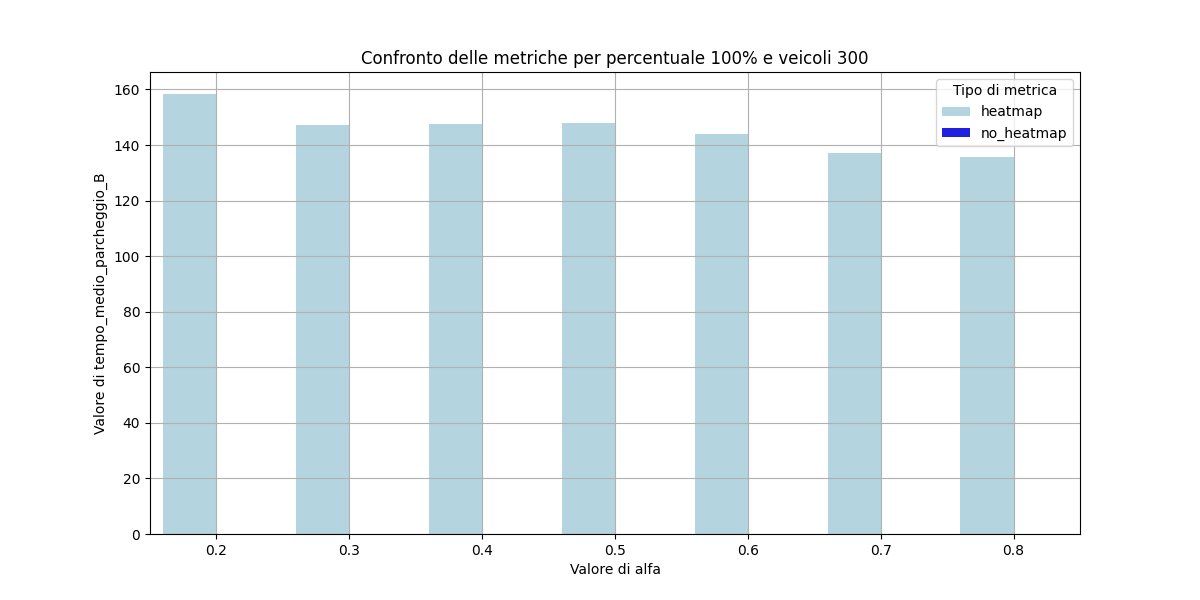 Confronto delle metriche per percentuale 100% e veicoli 300
Tipo di metrica
heatmap
no_heatmap
Valore di tempo_medio_parcheggio_B
160
140
120
100
80
60
40
20
0
0.2 0.3 0.4 0.5 0.6 0.7 0.8
Valore di alfa